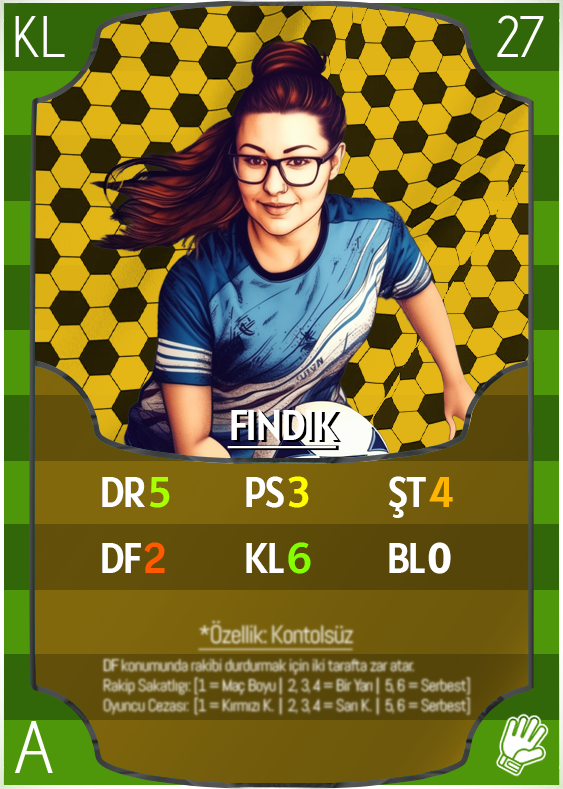 KL 27
FINDIK
DR5 PS3 ŞT4
DF2 KL6 BL0
*Özellik: Kontolsüz
DF konumunda rakibi durdurmak için iki tarafta zar atar.
Rakip Sakatlıgı: [1 = Maç Boyu | 2, 3, 4 = Bir Yarı | 5, 6 = Serbest]
Oyuncu Cezası: [1 = Kırmızı K. | 2, 3, 4 = Sarı K. | 5, 6 = Serbest]
A